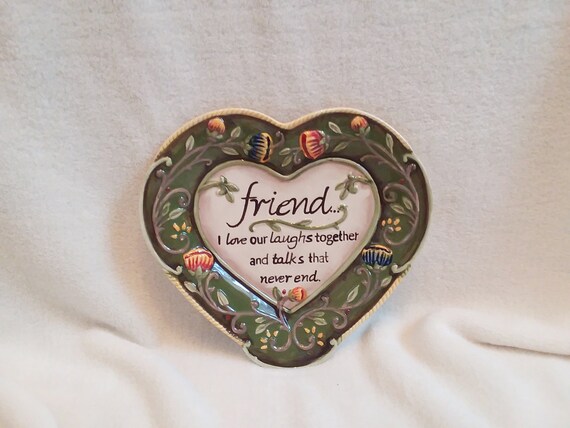 friend...
I love our laughs together
and talks that
never end.